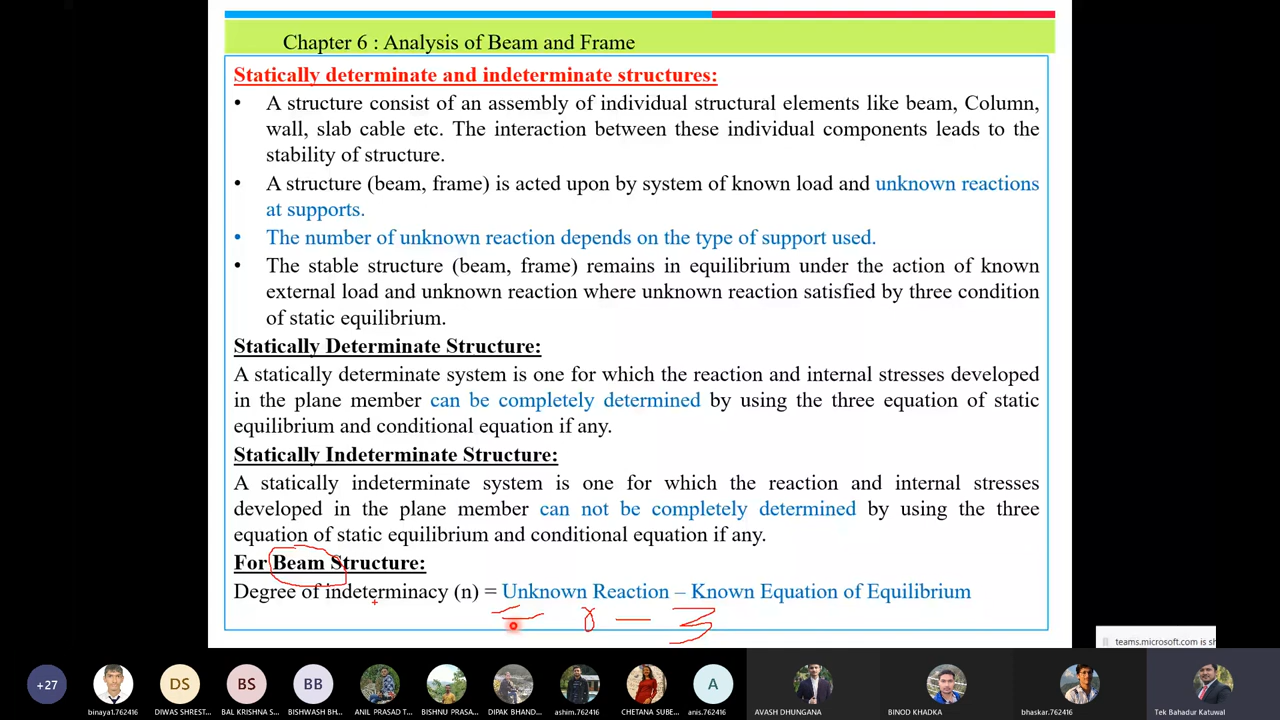 Chapter 6 : Analysis of Beam and Frame
Statically determinate and indeterminate structures:
• A structure consist of an assembly of individual structural elements like beam, Column,
wall, slab cable etc. The interaction between these individual components leads to the
stability of structure.
• A structure (beam, frame) is acted upon by system of known load and unknown reactions
at supports.
• The number of unknown reaction depends on the type of support used.
• The stable structure (beam, frame) remains in equilibrium under the action of known
external load and unknown reaction where unknown reaction satisfied by three condition
of static equilibrium.
Statically Determinate Structure:
A statically determinate system is one for which the reaction and internal stresses developed
in the plane member can be completely determined by using the three equation of static
equilibrium and conditional equation if any.
Statically Indeterminate Structure:
A statically indeterminate system is one for which the reaction and internal stresses
developed in the plane member can not be completely determined by using the three
equation of static equilibrium and conditional equation if any.
For Beam Structure:
Degree of indeterminacy (n) = Unknown Reaction – Known Equation of Equilibrium
= r – 3
teams.microsoft.com is sh
+27 DS BS BB A
binaya1.762416 DIWAS SHREST... BAL KRISHNA S... BISHWASH BH... ANIL PRASAD T... BISHNU PRASA... DIPAK BHAND... ashim.762416 CHETANA SUBE... anis.762416 AVASH DHUNGANA BINOD KHADKA bhaskar.762416 Tek Bahadur Katuwal